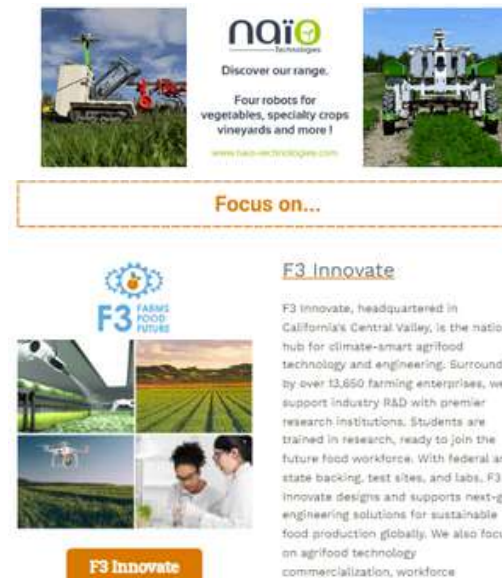 naïo
Technologies
Discover our range.
Four robots for
vegetables, specialty crops
vineyards and more !
www.naio-technologies.com
Focus on...
F3 FARMS
FOOD
FUTURE
F3 Innovate
F3 Innovate
F3 Innovate, headquartered in
California's Central Valley, is the natio
hub for climate-smart agrifood
technology and engineering. Surround
by over 13,650 farming enterprises, we
support industry R&D with premier
research institutions. Students are
trained in research, ready to join the
future food workforce. With federal an
state backing, test sites, and labs, F3
Innovate designs and supports next-g
engineering solutions for sustainable
food production globally. We also focu
on agrifood technology
commercialization, workforce